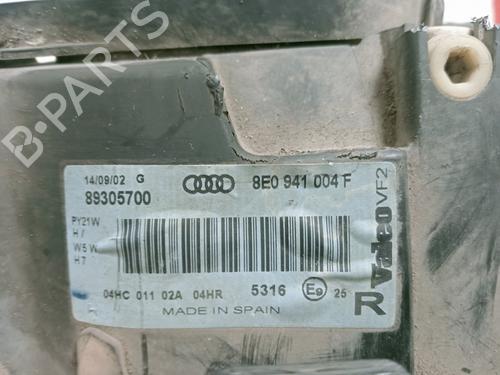 B-PARTS
14/09/02 G
8E0 941 004 F
89305700
PY21W
H7
W5W
H7
04HC 011 02A 04HR
5316
E9
25
MADE IN SPAIN
R
VF2